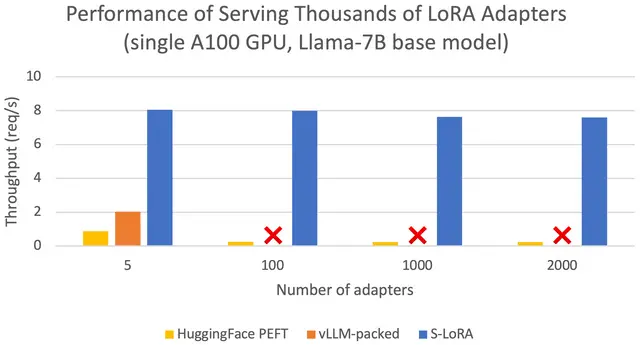 Performance of Serving Thousands of LoRA Adapters
(single A100 GPU, Llama-7B base model)
10
8
6
4
2
0
Throughput (req/s)
5 100 1000 2000
Number of adapters
HuggingFace PEFT vLLM-packed S-LoRA